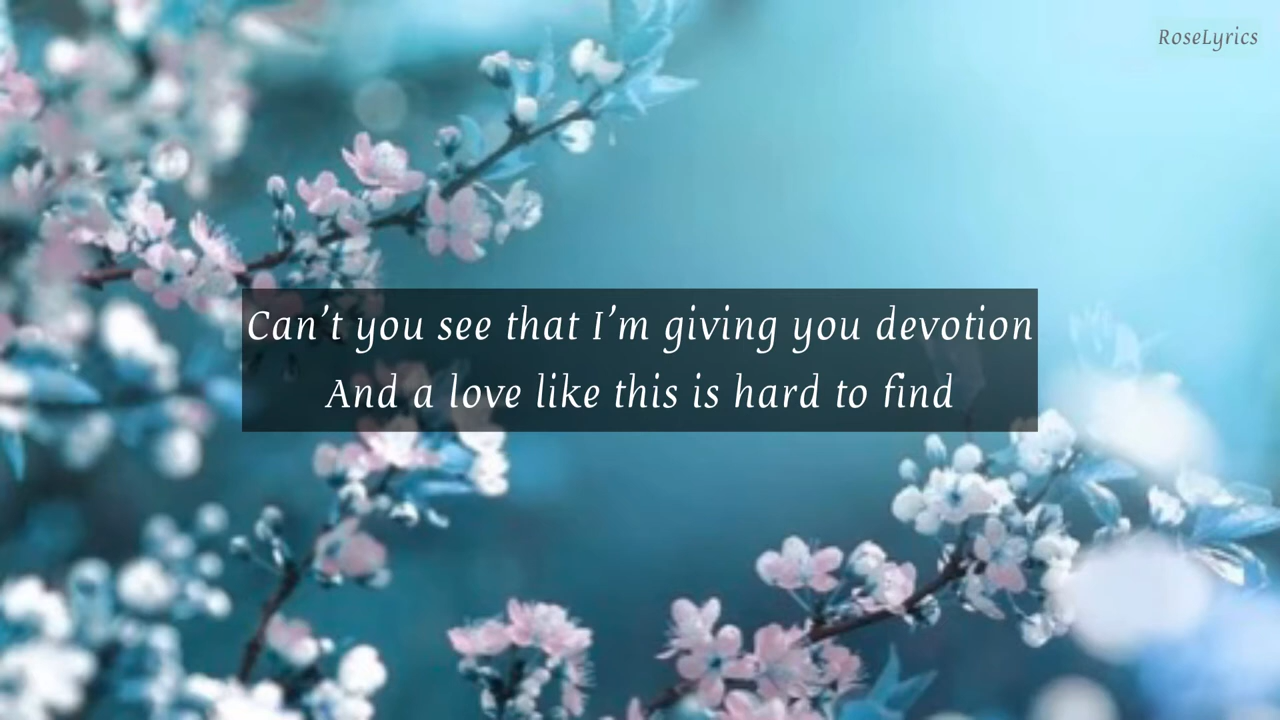 RoseLyrics
Can’t you see that I’m giving you devotion
And a love like this is hard to find